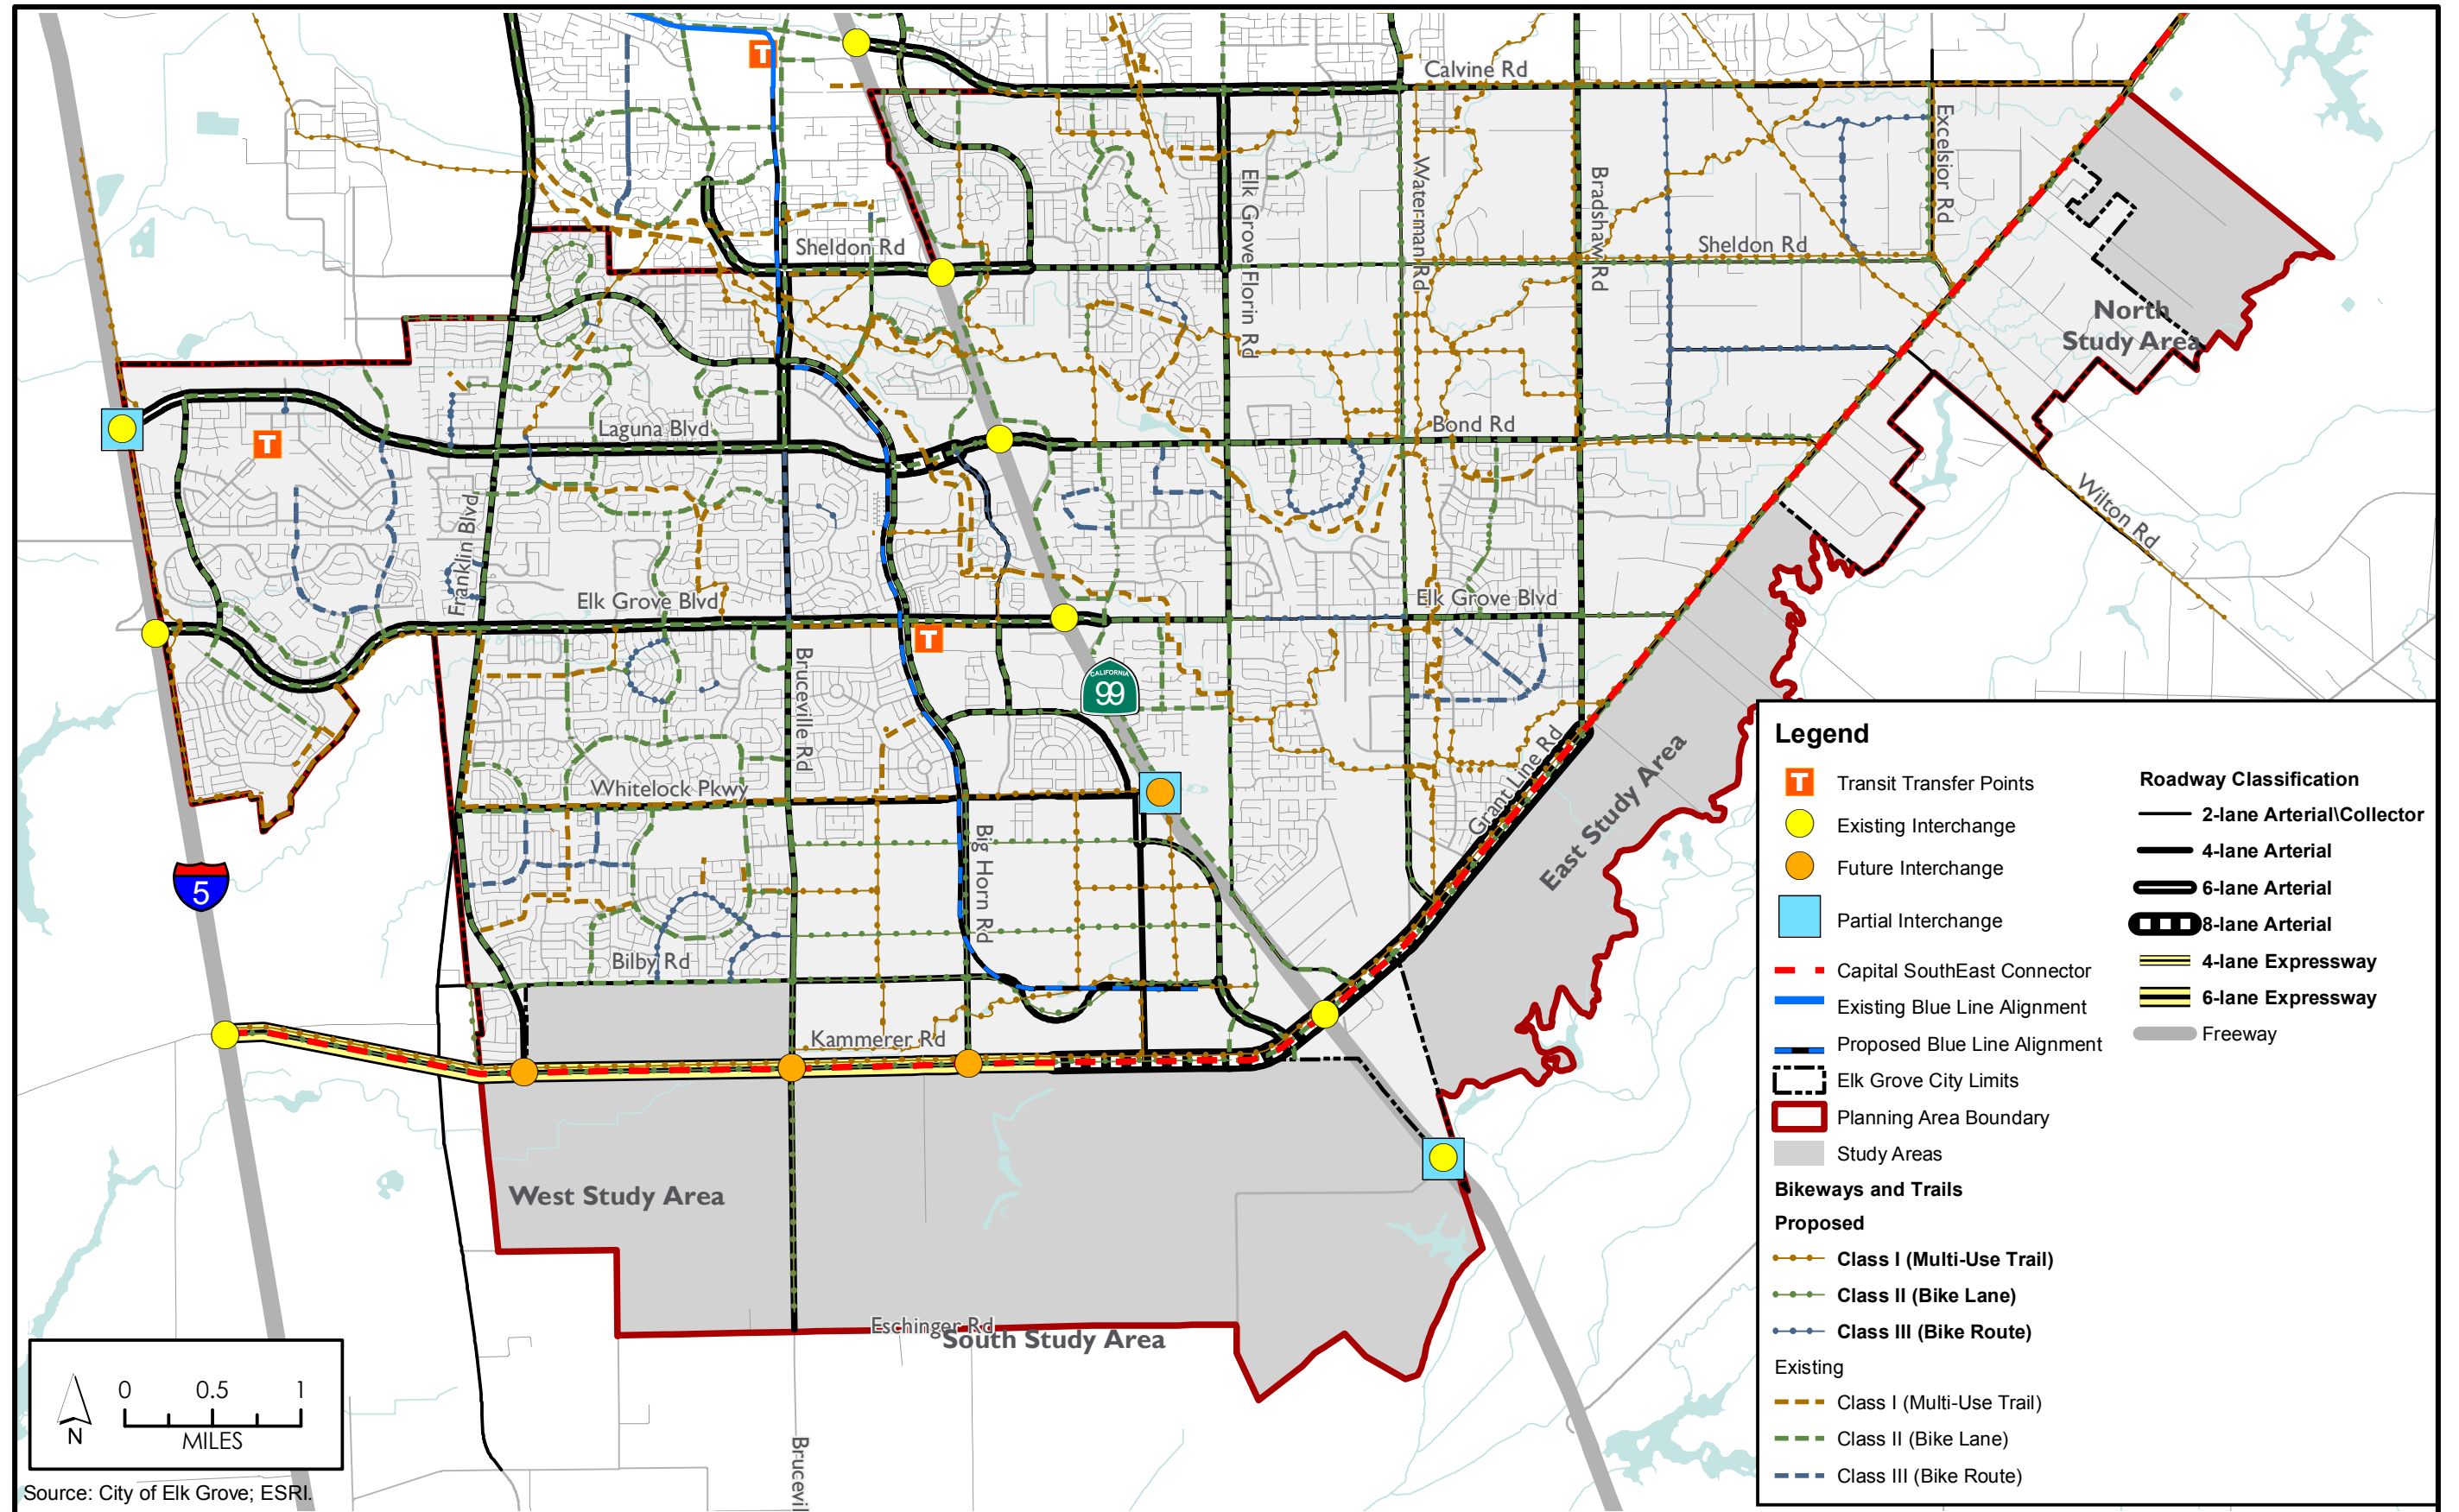 T
Calvine Rd
Excelsior Rd
Elk Grove Florin Rd
Waterman Rd
Bradshaw Rd
Sheldon Rd
Sheldon Rd
North
Study Area
T
Laguna Blvd
Bond Rd
Wilton Rd
Franklin Blvd
Elk Grove Blvd
Elk Grove Blvd
T
Bruceville Rd
CALIFORNIA
99
Whitelock Pkwy
Grant Line Rd
East Study Area
Big Horn Rd
5
Bilby Rd
Kammerer Rd
West Study Area
Eschinger Rd
South Study Area
Brucevil
0 0.5 1
MILES
N
Source: City of Elk Grove; ESRI.
Legend
T Transit Transfer Points
Existing Interchange
Future Interchange
Partial Interchange
Capital SouthEast Connector
Existing Blue Line Alignment
Proposed Blue Line Alignment
Elk Grove City Limits
Planning Area Boundary
Study Areas
Bikeways and Trails
Proposed
Class I (Multi-Use Trail)
Class II (Bike Lane)
Class III (Bike Route)
Existing
Class I (Multi-Use Trail)
Class II (Bike Lane)
Class III (Bike Route)
Roadway Classification
2-lane Arterial\Collector
4-lane Arterial
6-lane Arterial
8-lane Arterial
4-lane Expressway
6-lane Expressway
Freeway